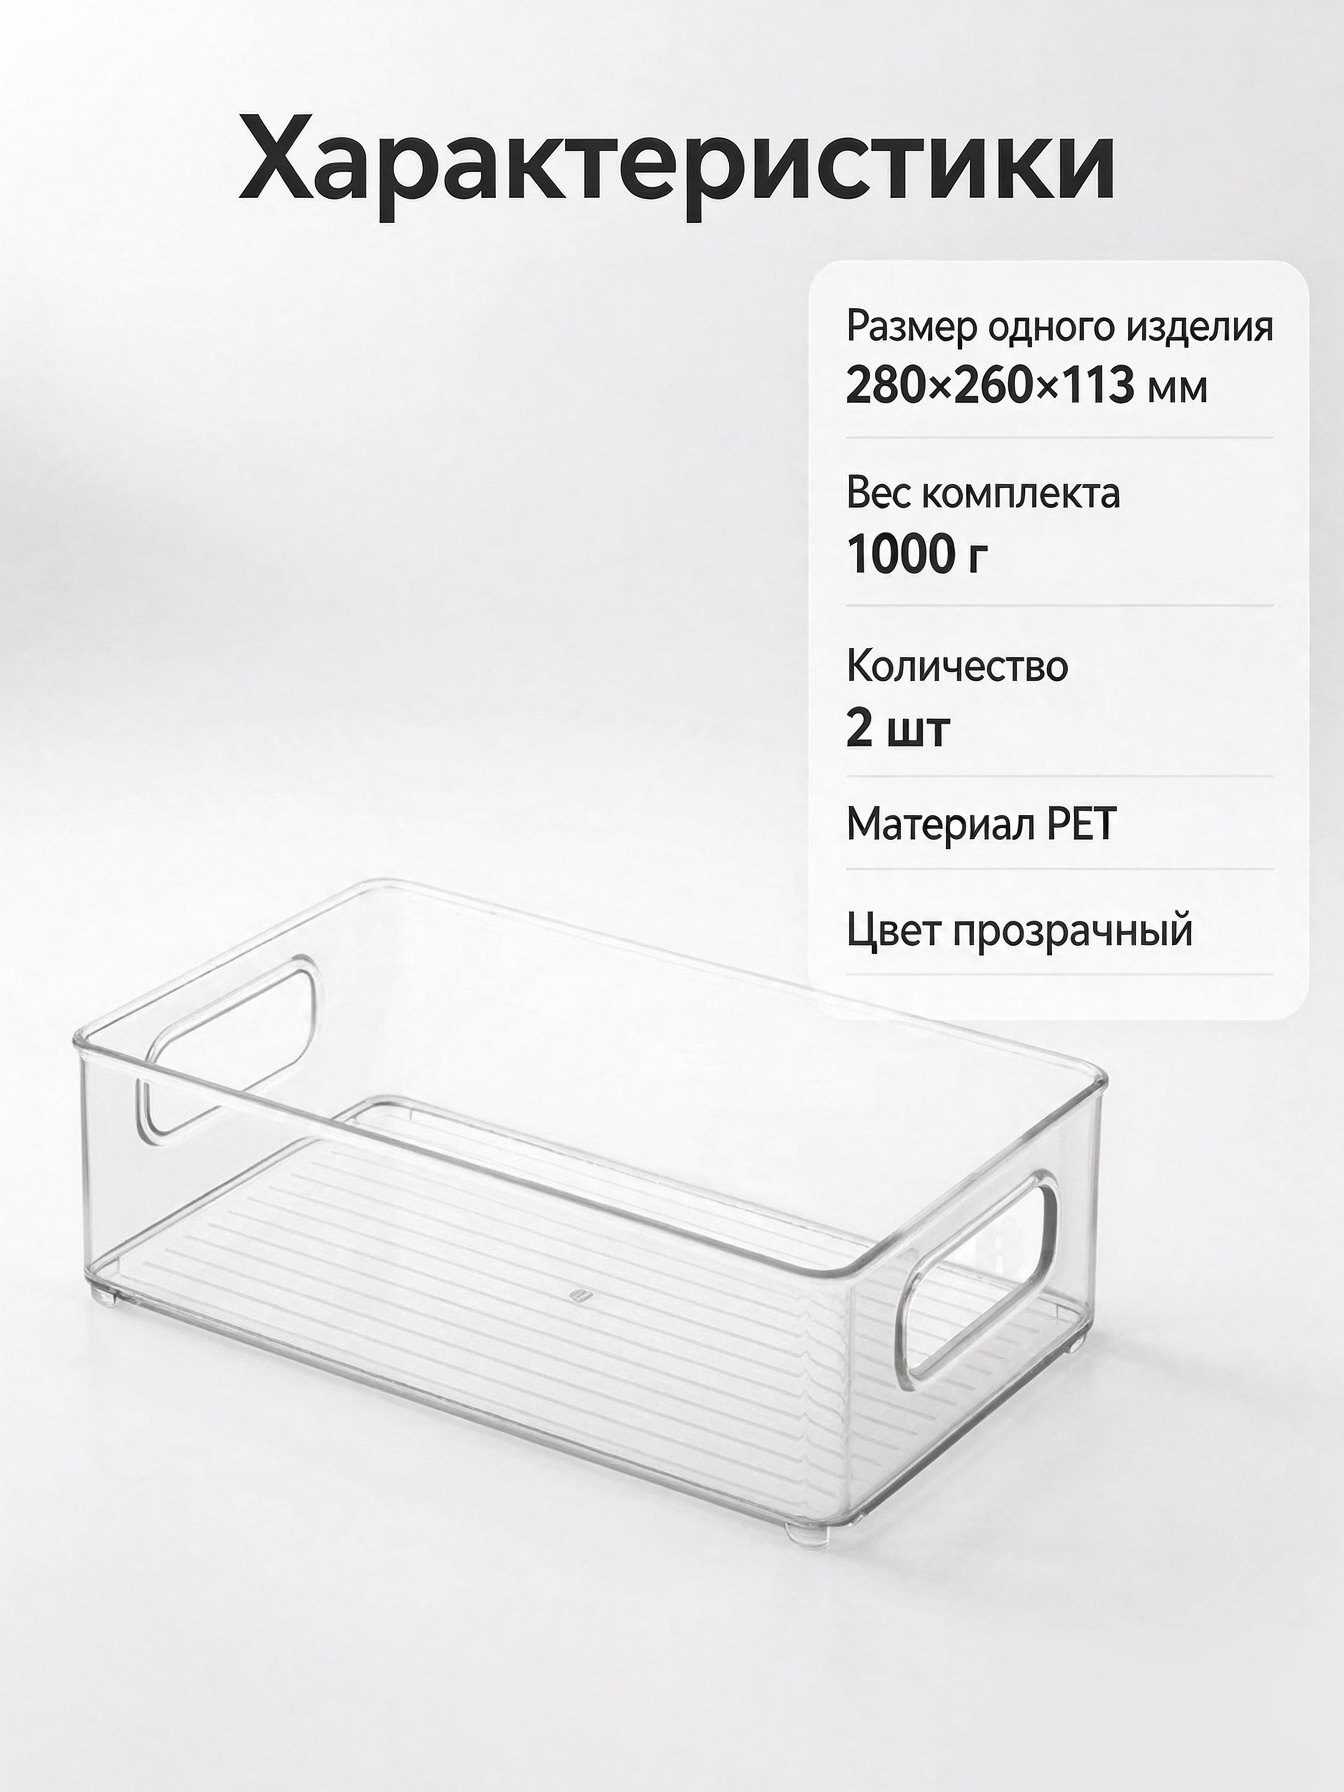 Характеристики
Размер одного изделия
280×260×113 мм
Вес комплекта
1000 г
Количество
2 шт
Материал PET
Цвет прозрачный